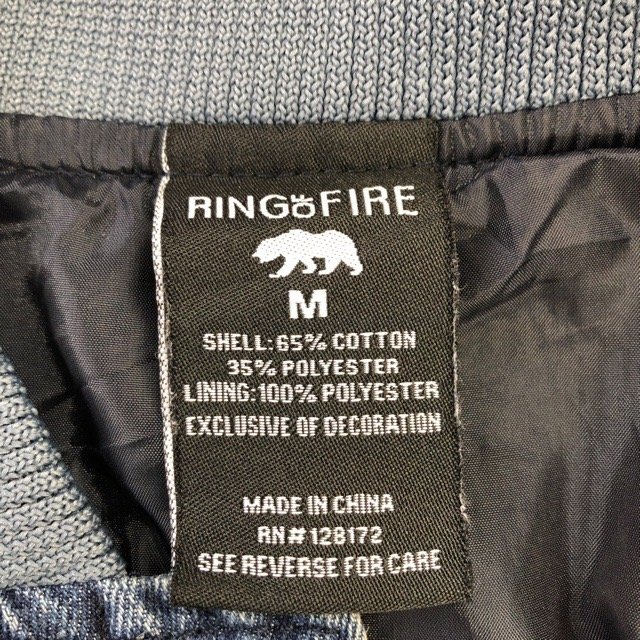 RING OF FIRE
M
SHELL: 65% COTTON
35% POLYESTER
LINING: 100% POLYESTER
EXCLUSIVE OF DECORATION
MADE IN CHINA
RN# 128172
SEE REVERSE FOR CARE